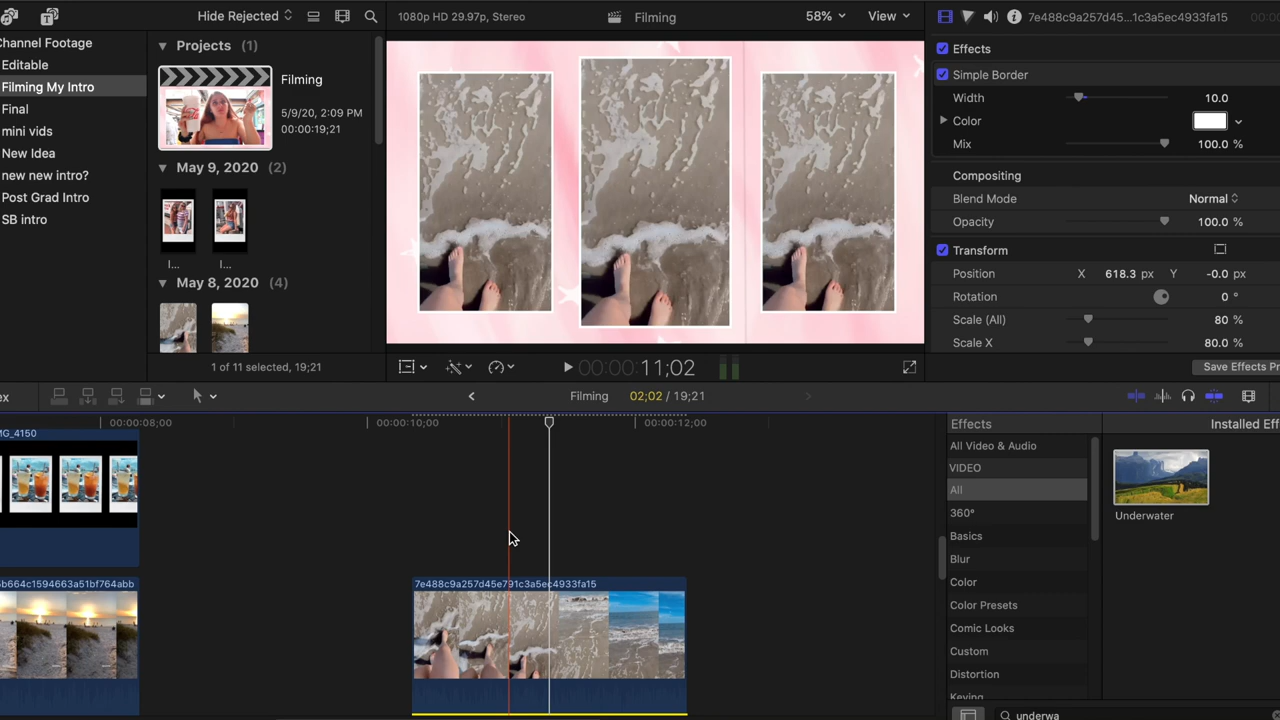 Hide Rejected
1080p HD 29.97p, Stereo
Filming
58%
View
7e488c9a257d45...1c3a5ec4933fa15
Channel Footage
Editable
Filming My Intro
Final
mini vids
New Idea
new new intro?
Post Grad Intro
SB intro
Projects (1)
Filming
5/9/20, 2:09 PM
00:00:19;21
May 9, 2020 (2)
I...
I...
May 8, 2020 (4)
1 of 11 selected, 19;21
00:00:11;02
Effects
Simple Border
Width 10.0
Color
Mix 100.0 %
Compositing
Blend Mode Normal
Opacity 100.0 %
Transform
Position X 618.3 px Y -0.0 px
Rotation 0 °
Scale (All) 80 %
Scale X 80.0 %
Save Effects Pr
ex
Filming 02;02 / 19;21
00:00:08;00
00:00:10;00
00:00:12;00
MG_4150
b664c1594663a51bf764abb
7e488c9a257d45e791c3a5ec4933fa15
Effects
Installed Eff
All Video & Audio
VIDEO
All
360°
Basics
Blur
Color
Color Presets
Comic Looks
Custom
Distortion
Keying
Underwater
underwa